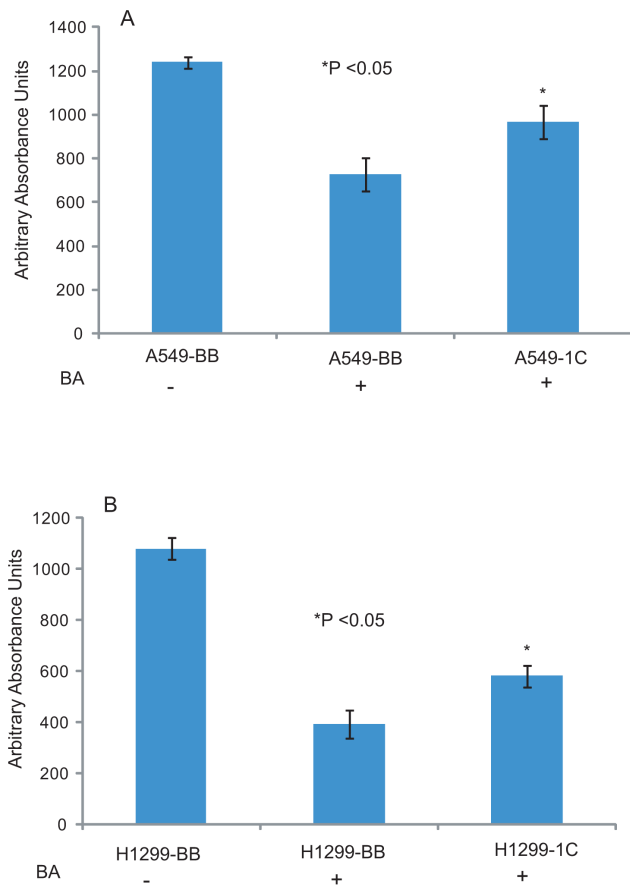 A
Arbitrary Absorbance Units
1400
1200
1000
800
600
400
200
0
*P <0.05
*
A549-BB A549-BB A549-1C
BA - + +
B
Arbitrary Absorbance Units
1200
1000
800
600
400
200
0
*P <0.05
*
H1299-BB H1299-BB H1299-1C
BA - + +